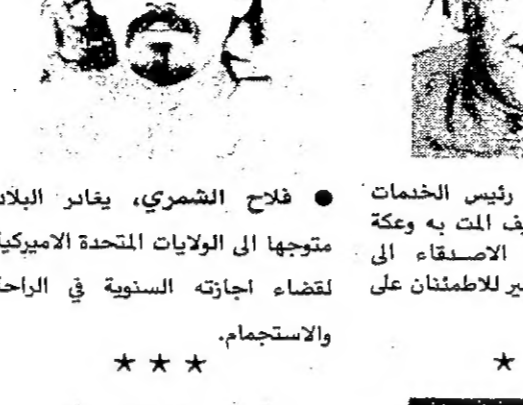 ● فلاح الشمري، يغادر البلاد
متوجها الى الولايات المتحدة الاميركية
لقضاء اجازته السنوية في الراحة
والاستجمام.
★ ★ ★
رئيس الخدمات
المت به وعكة
الاصدقاء الى
للاطمئنان على
★